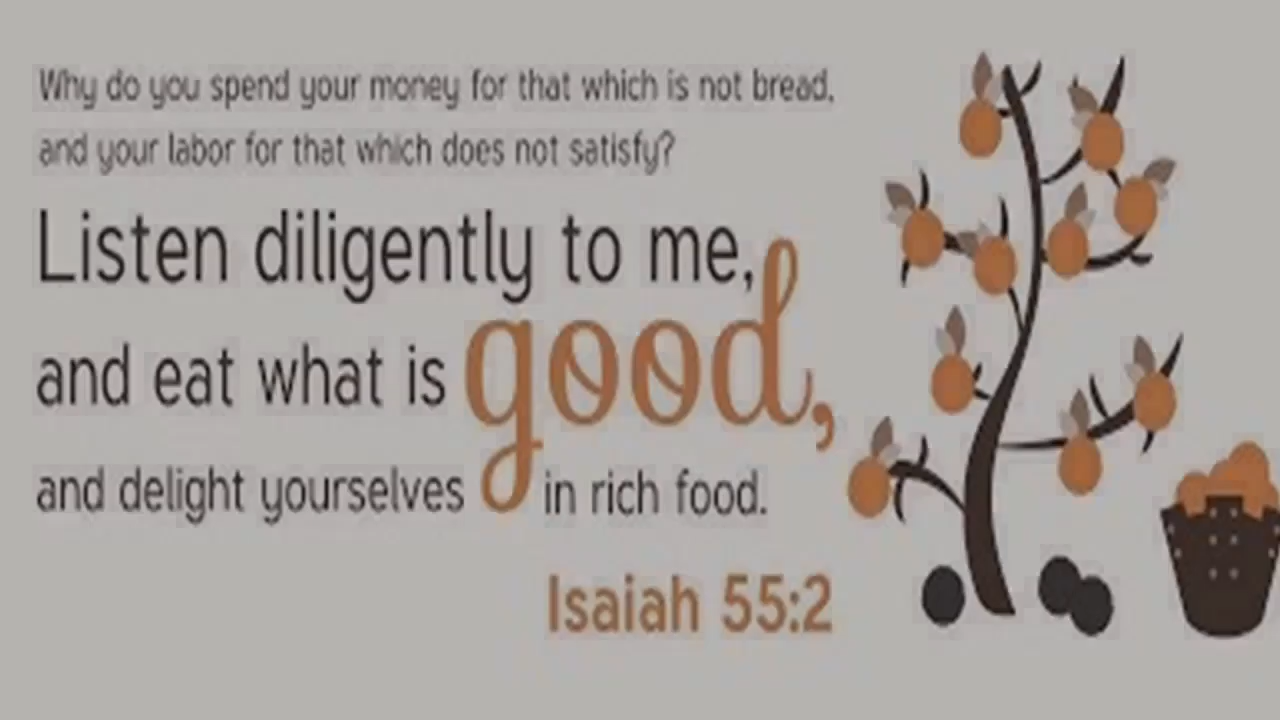 Why do you spend your money for that which is not bread,
and your labor for that which does not satisfy?
Listen diligently to me,
and eat what is good,
and delight yourselves in rich food.
Isaiah 55:2